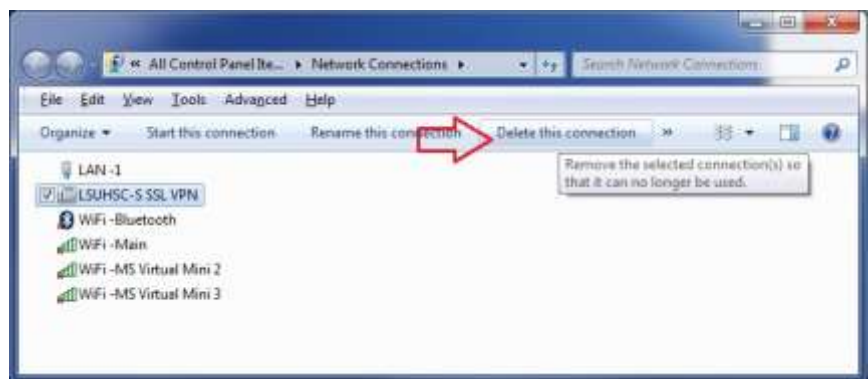 « All Control Panel Ite... ▸ Network Connections ▸ Search Network Connections
File Edit View Tools Advanced Help
Organize ▾ Start this connection Rename this connection Delete this connection »
Remove the selected connection(s) so
that it can no longer be used.
LAN -1
LSUHSC-S SSL VPN
WiFi -Bluetooth
WiFi -Main
WiFi -MS Virtual Mini 2
WiFi -MS Virtual Mini 3